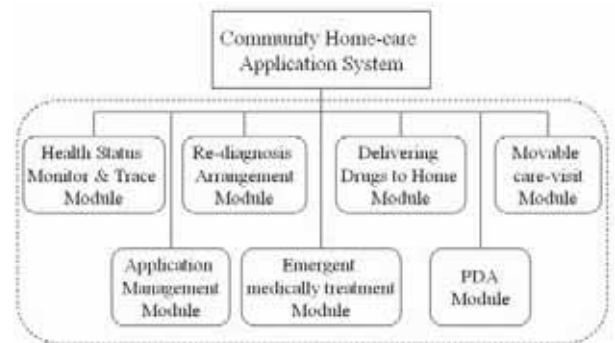 Community Home-care
Application System
Health Status
Monitor & Trace
Module
Re-diagnosis
Arrangement
Module
Delivering
Drugs to Home
Module
Movable
care-visit
Module
Application
Management
Module
Emergent
medically treatment
Module
PDA
Module